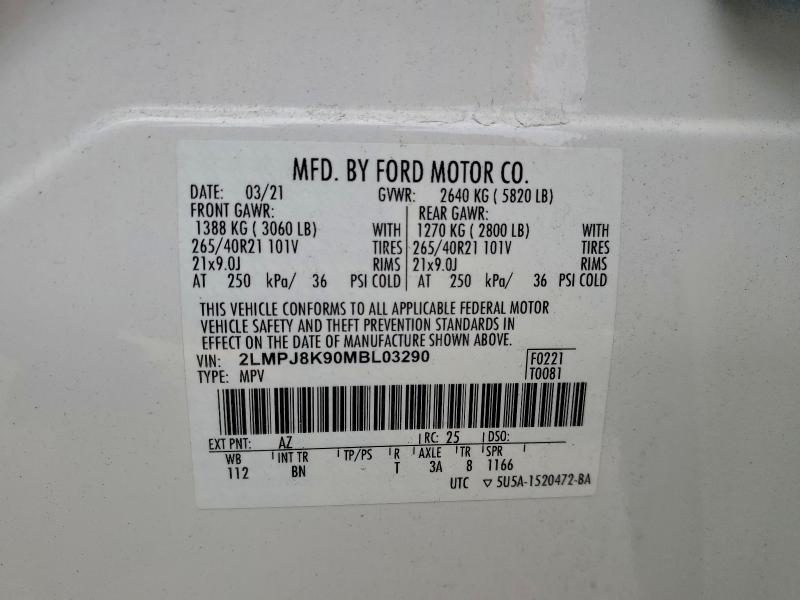 MFD. BY FORD MOTOR CO.
DATE: 03/21 GVWR: 2640 KG ( 5820 LB)
FRONT GAWR: REAR GAWR:
1388 KG ( 3060 LB) WITH 1270 KG ( 2800 LB) WITH
265/40R21 101V TIRES 265/40R21 101V TIRES
21x9.0J RIMS 21x9.0J RIMS
AT 250 kPa/ 36 PSI COLD AT 250 kPa/ 36 PSI COLD
THIS VEHICLE CONFORMS TO ALL APPLICABLE FEDERAL MOTOR
VEHICLE SAFETY AND THEFT PREVENTION STANDARDS IN
EFFECT ON THE DATE OF MANUFACTURE SHOWN ABOVE.
VIN: 2LMPJ8K90MBL03290 F0221
TYPE: MPV T0081
EXT PNT: AZ RC: 25 DSO:
WB INT TR TP/PS R AXLE TR SPR
112 BN T 3A 8 1166
UTC ▽ 5U5A-1520472-BA